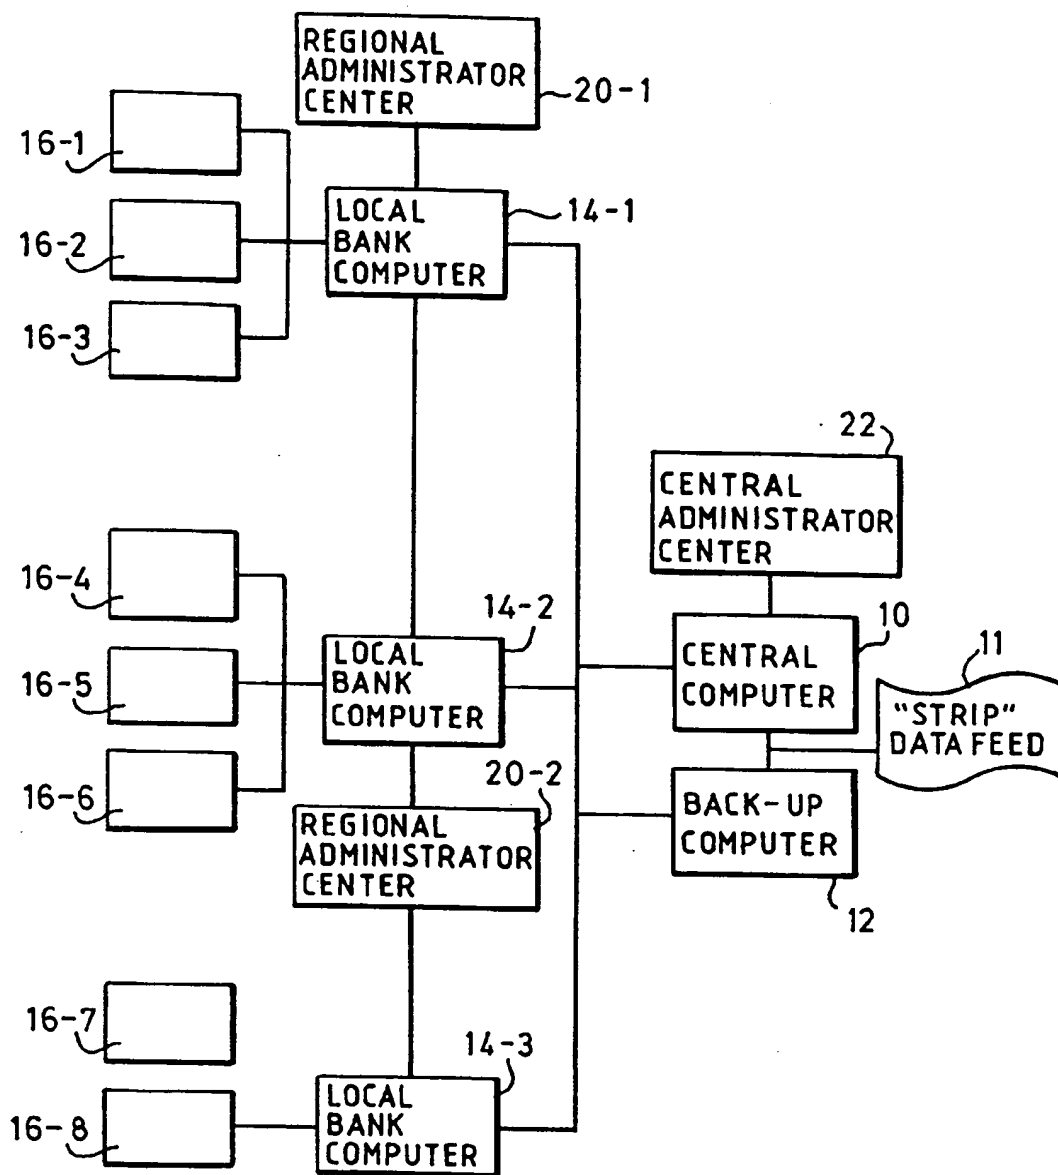 REGIONAL
ADMINISTRATOR
CENTER
20-1
16-1
LOCAL
BANK
COMPUTER
14-1
16-2
16-3
22
CENTRAL
ADMINISTRATOR
CENTER
16-4
14-2
10
11
LOCAL
BANK
COMPUTER
CENTRAL
COMPUTER
"STRIP"
DATA FEED
16-5
16-6
20-2
BACK-UP
COMPUTER
REGIONAL
ADMINISTRATOR
CENTER
12
16-7
14-3
LOCAL
BANK
COMPUTER
16-8